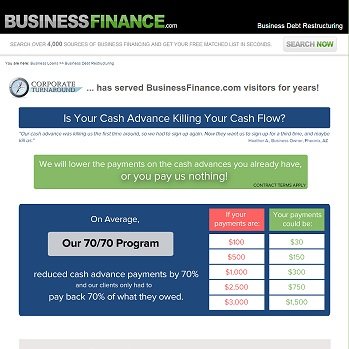 BUSINESSFINANCE.com
Business Debt Restructuring
SEARCH OVER 4,000 SOURCES OF BUSINESS FINANCING AND GET YOUR FREE MATCHED LIST IN SECONDS
SEARCH NOW
You are here: Business Loans >> Business Debt Restructuring
CORPORATE
TURNAROUND
... has served BusinessFinance.com visitors for years!
Is Your Cash Advance Killing Your Cash Flow?
"Our cash advance was killing us the first time around, so we had to sign up again. Now they want us to sign up for a third time, and maybe
kill us!"
Heather A., Business Owner, Phoenix, AZ
We will lower the payments on the cash advances you already have,
or you pay us nothing!
CONTRACT TERMS APPLY
On Average,
Our 70/70 Program
reduced cash advance payments by 70%
and our clients only had to
pay back 70% of what they owed.
If your payments are:
Your payments could be:
$100 $30
$500 $150
$1,000 $300
$2,500 $750
$3,000 $1,500